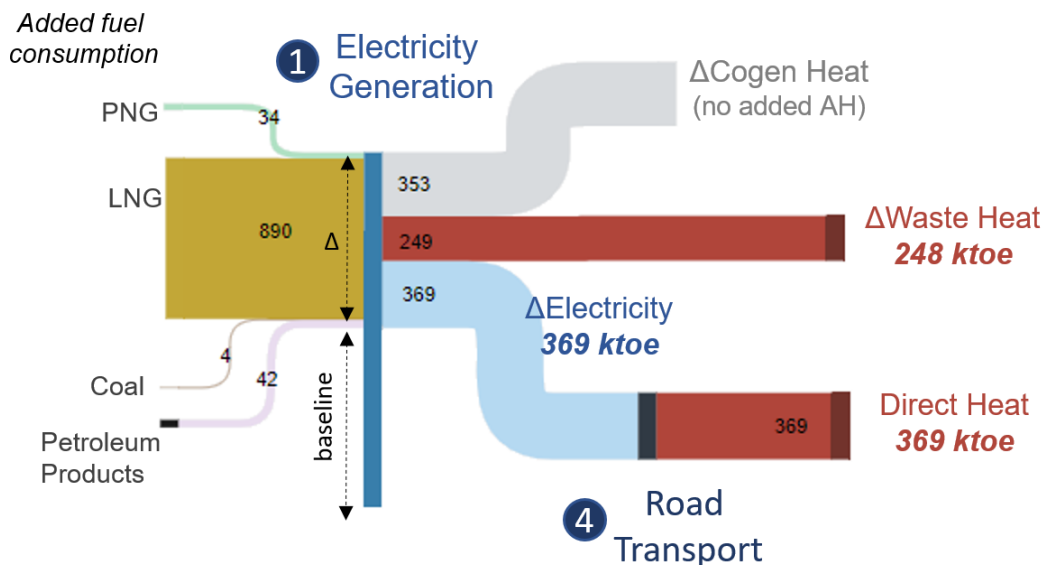 Added fuel
consumption
1
Electricity
Generation
ΔCogen Heat
(no added AH)
PNG
34
LNG
890
Δ
353
249
ΔWaste Heat
248 ktoe
369
ΔElectricity
369 ktoe
4
Coal
42
baseline
Petroleum
Products
369
Direct Heat
369 ktoe
4
Road
Transport